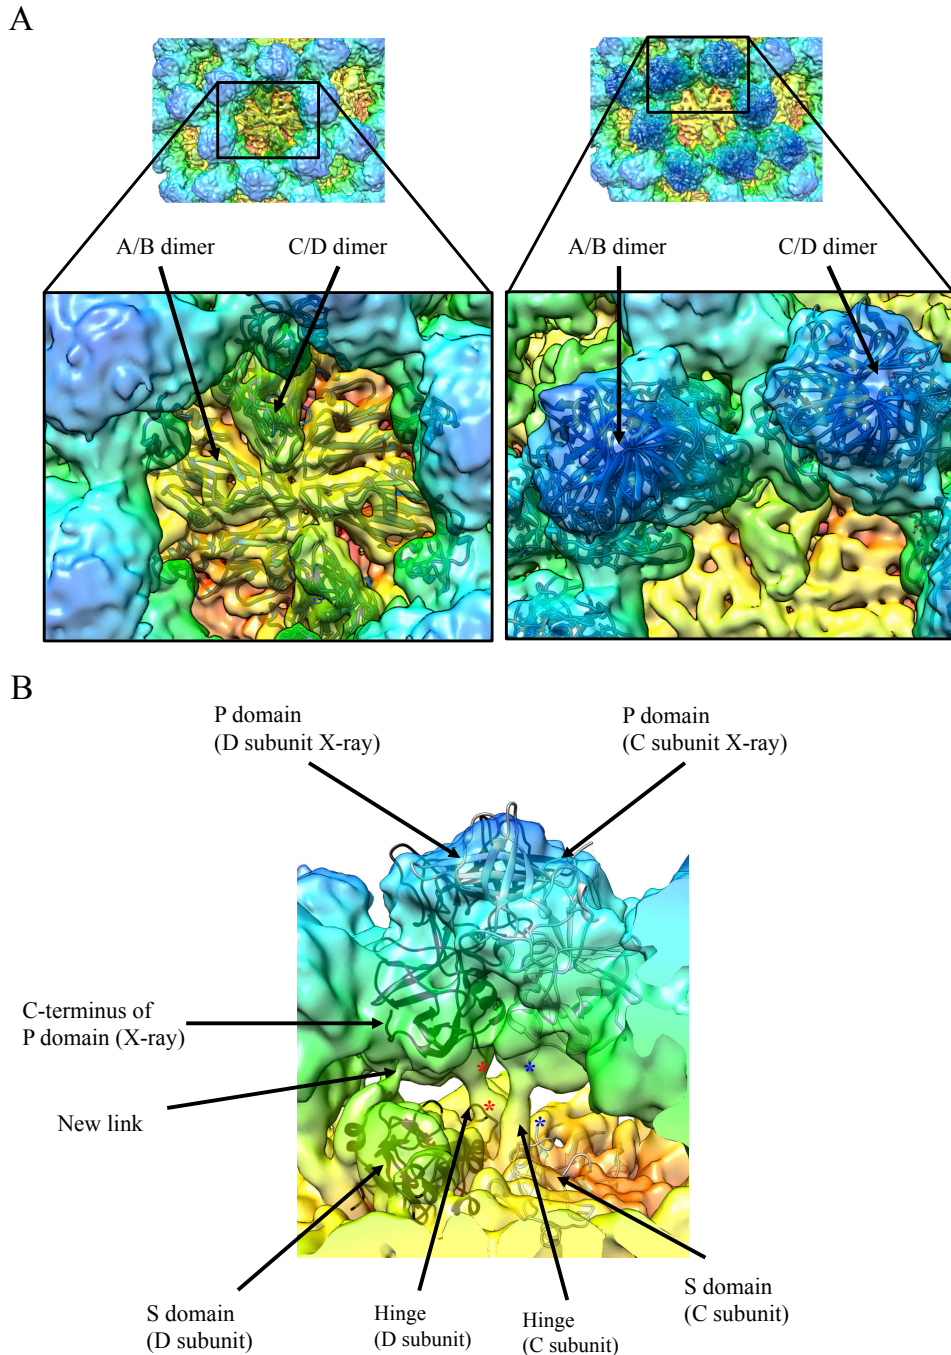 A
A/B dimer
C/D dimer
A/B dimer
C/D dimer
B
P domain
(D subunit X-ray)
P domain
(C subunit X-ray)
C-terminus of
P domain (X-ray)
New link
*
*
*
*
S domain
(D subunit)
Hinge
(D subunit)
Hinge
(C subunit)
S domain
(C subunit)